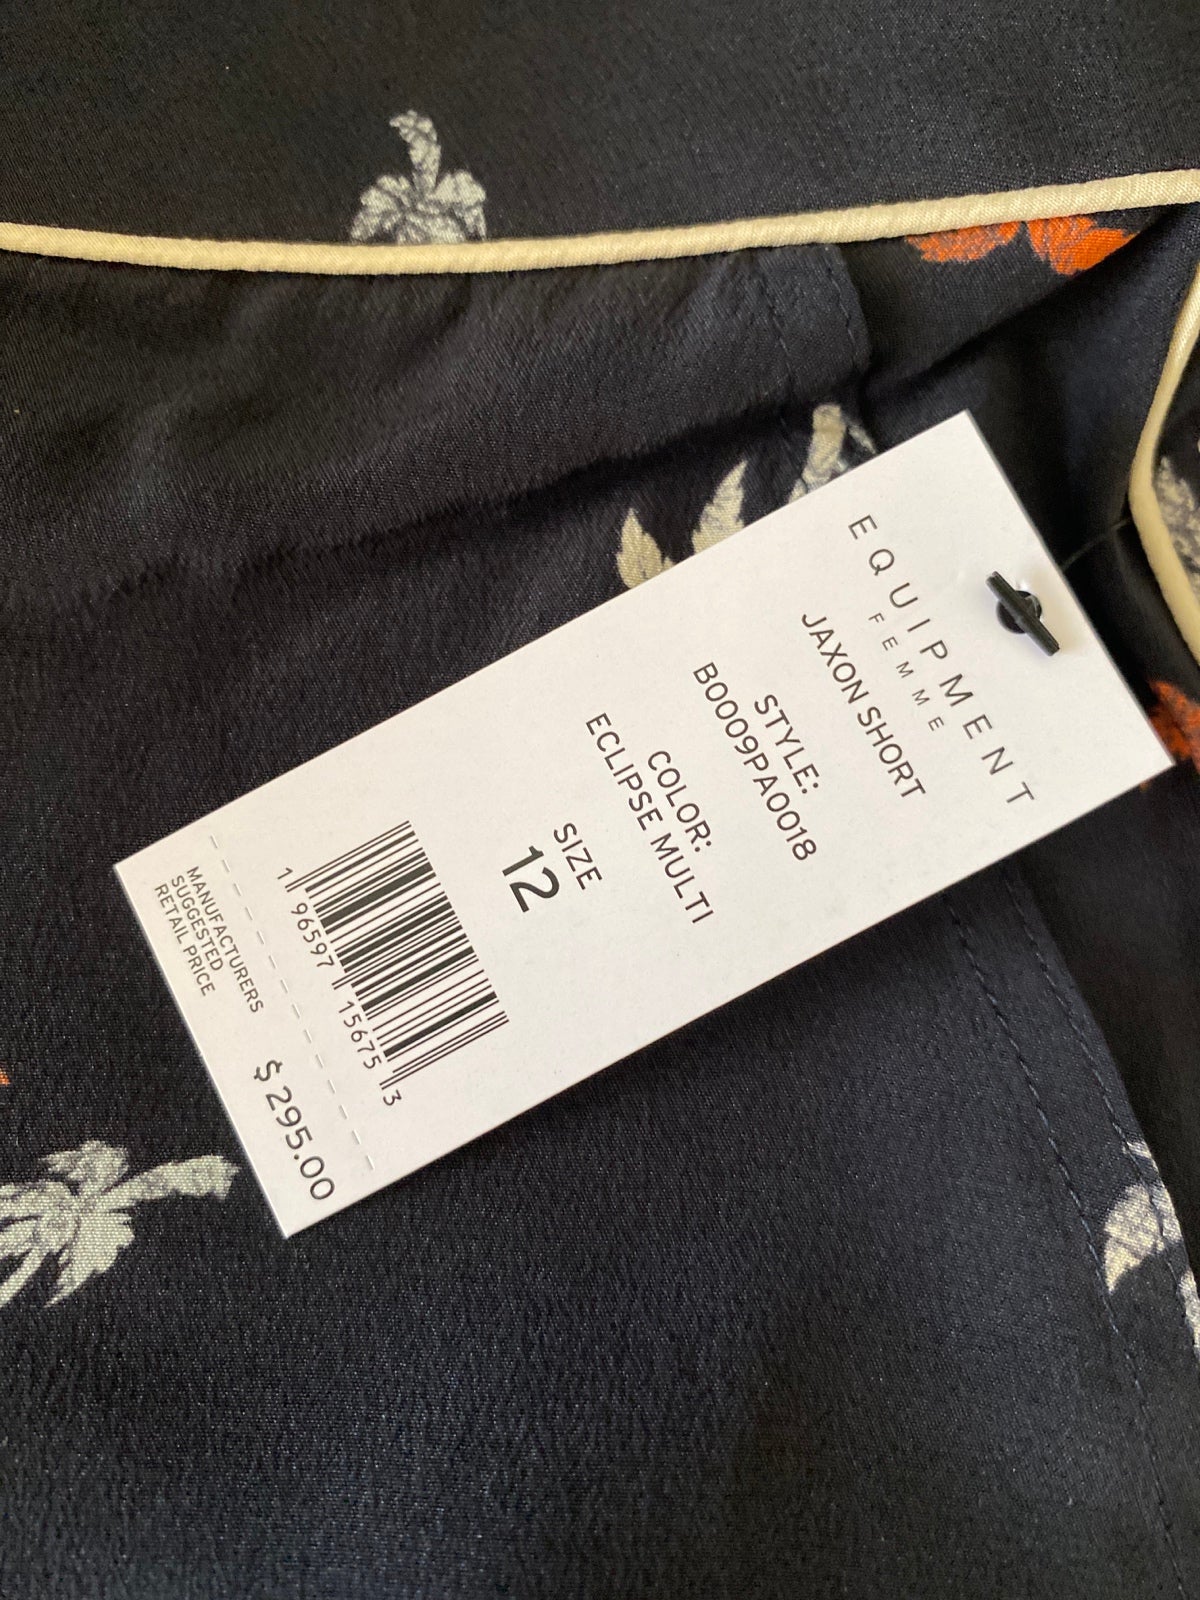 EQUIPMENT
FEMME
JAXON SHORT
STYLE:
B0009PA0018
COLOR:
ECLIPSE MULTI
SIZE
12
1 96597 15675 3
MANUFACTURERS
SUGGESTED
RETAIL PRICE
$295.00